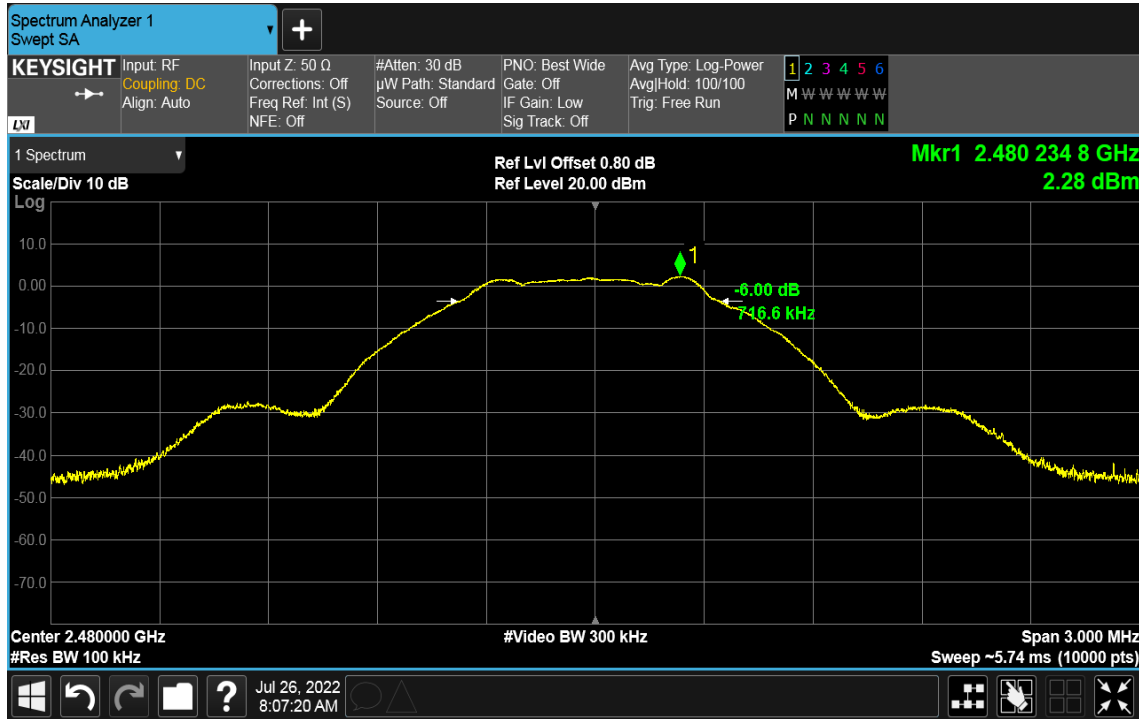 Spectrum Analyzer 1
Swept SA
KEYSIGHT
LXI
Input: RF
Coupling: DC
Align: Auto
Input Z: 50 Ω
Corrections: Off
Freq Ref: Int (S)
NFE: Off
#Atten: 30 dB
µW Path: Standard
Source: Off
PNO: Best Wide
Gate: Off
IF Gain: Low
Sig Track: Off
Avg Type: Log-Power
Avg|Hold: 100/100
Trig: Free Run
1 2 3 4 5 6
M W W W W W
P N N N N N
1 Spectrum
Scale/Div 10 dB
Log
Ref Lvl Offset 0.80 dB
Ref Level 20.00 dBm
Mkr1 2.480 234 8 GHz
2.28 dBm
10.0
0.00
-10.0
-20.0
-30.0
-40.0
-50.0
-60.0
-70.0
1
-6.00 dB
716.6 kHz
Center 2.480000 GHz
#Res BW 100 kHz
#Video BW 300 kHz
Span 3.000 MHz
Sweep ~5.74 ms (10000 pts)
?
Jul 26, 2022
8:07:20 AM